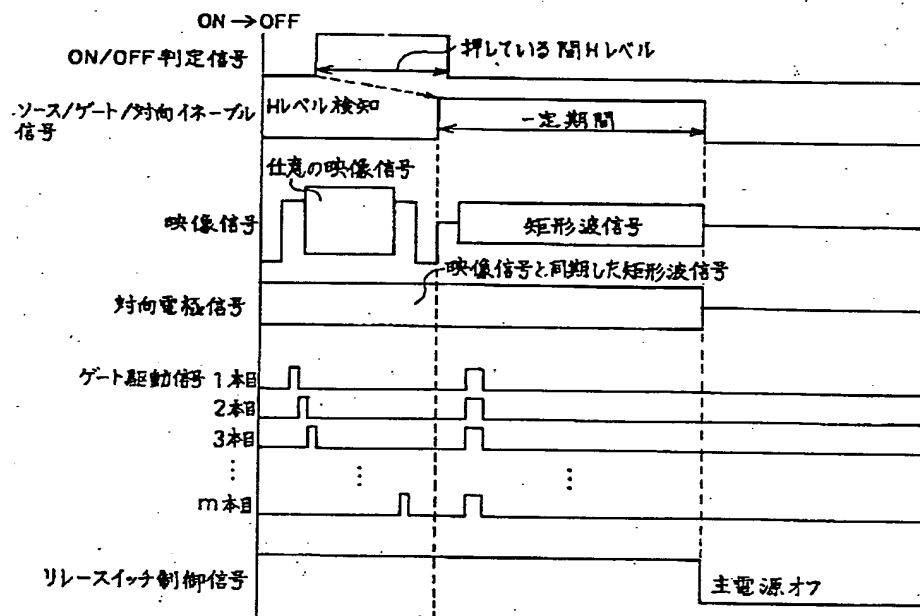 ON→OFF
ON/OFF判定信号
押している間Hレベル
ソース/ゲート/対向イネーブル
信号
Hレベル検知
一定期間
任意の映像信号
映像信号
矩形波信号
映像信号と同期した矩形波信号
対向電極信号
ゲート駆動信号 1本目
2本目
3本目
⋮
⋮
⋮
m本目
リレースイッチ制御信号
主電源オフ